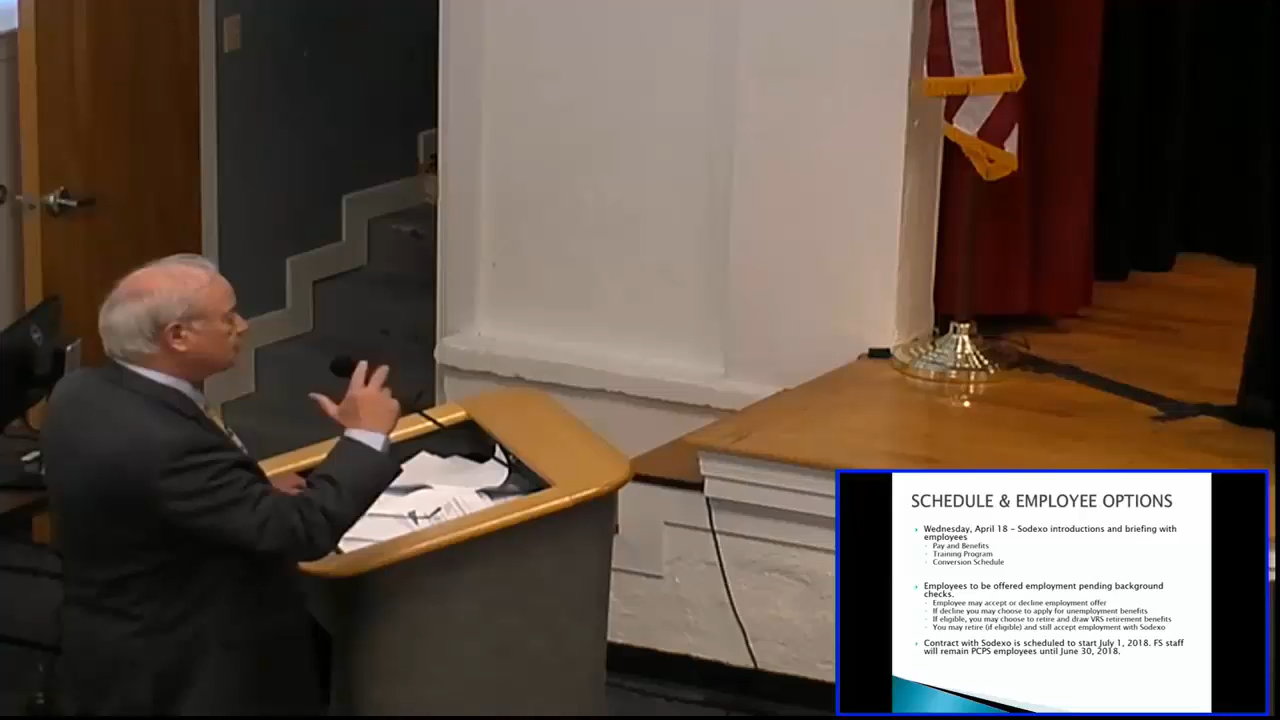 SCHEDULE & EMPLOYEE OPTIONS
Wednesday, April 18 – Sodexo introductions and briefing with
employees
Pay and Benefits
Training Program
Conversion Schedule
Employees to be offered employment pending background
checks.
Employee may accept or decline employment offer
If decline you may choose to apply for unemployment benefits
If eligible, you may choose to retire and draw VRS retirement benefits
You may retire (if eligible) and still accept employment with Sodexo
Contract with Sodexo is scheduled to start July 1, 2018. FS staff
will remain PCPS employees until June 30, 2018.